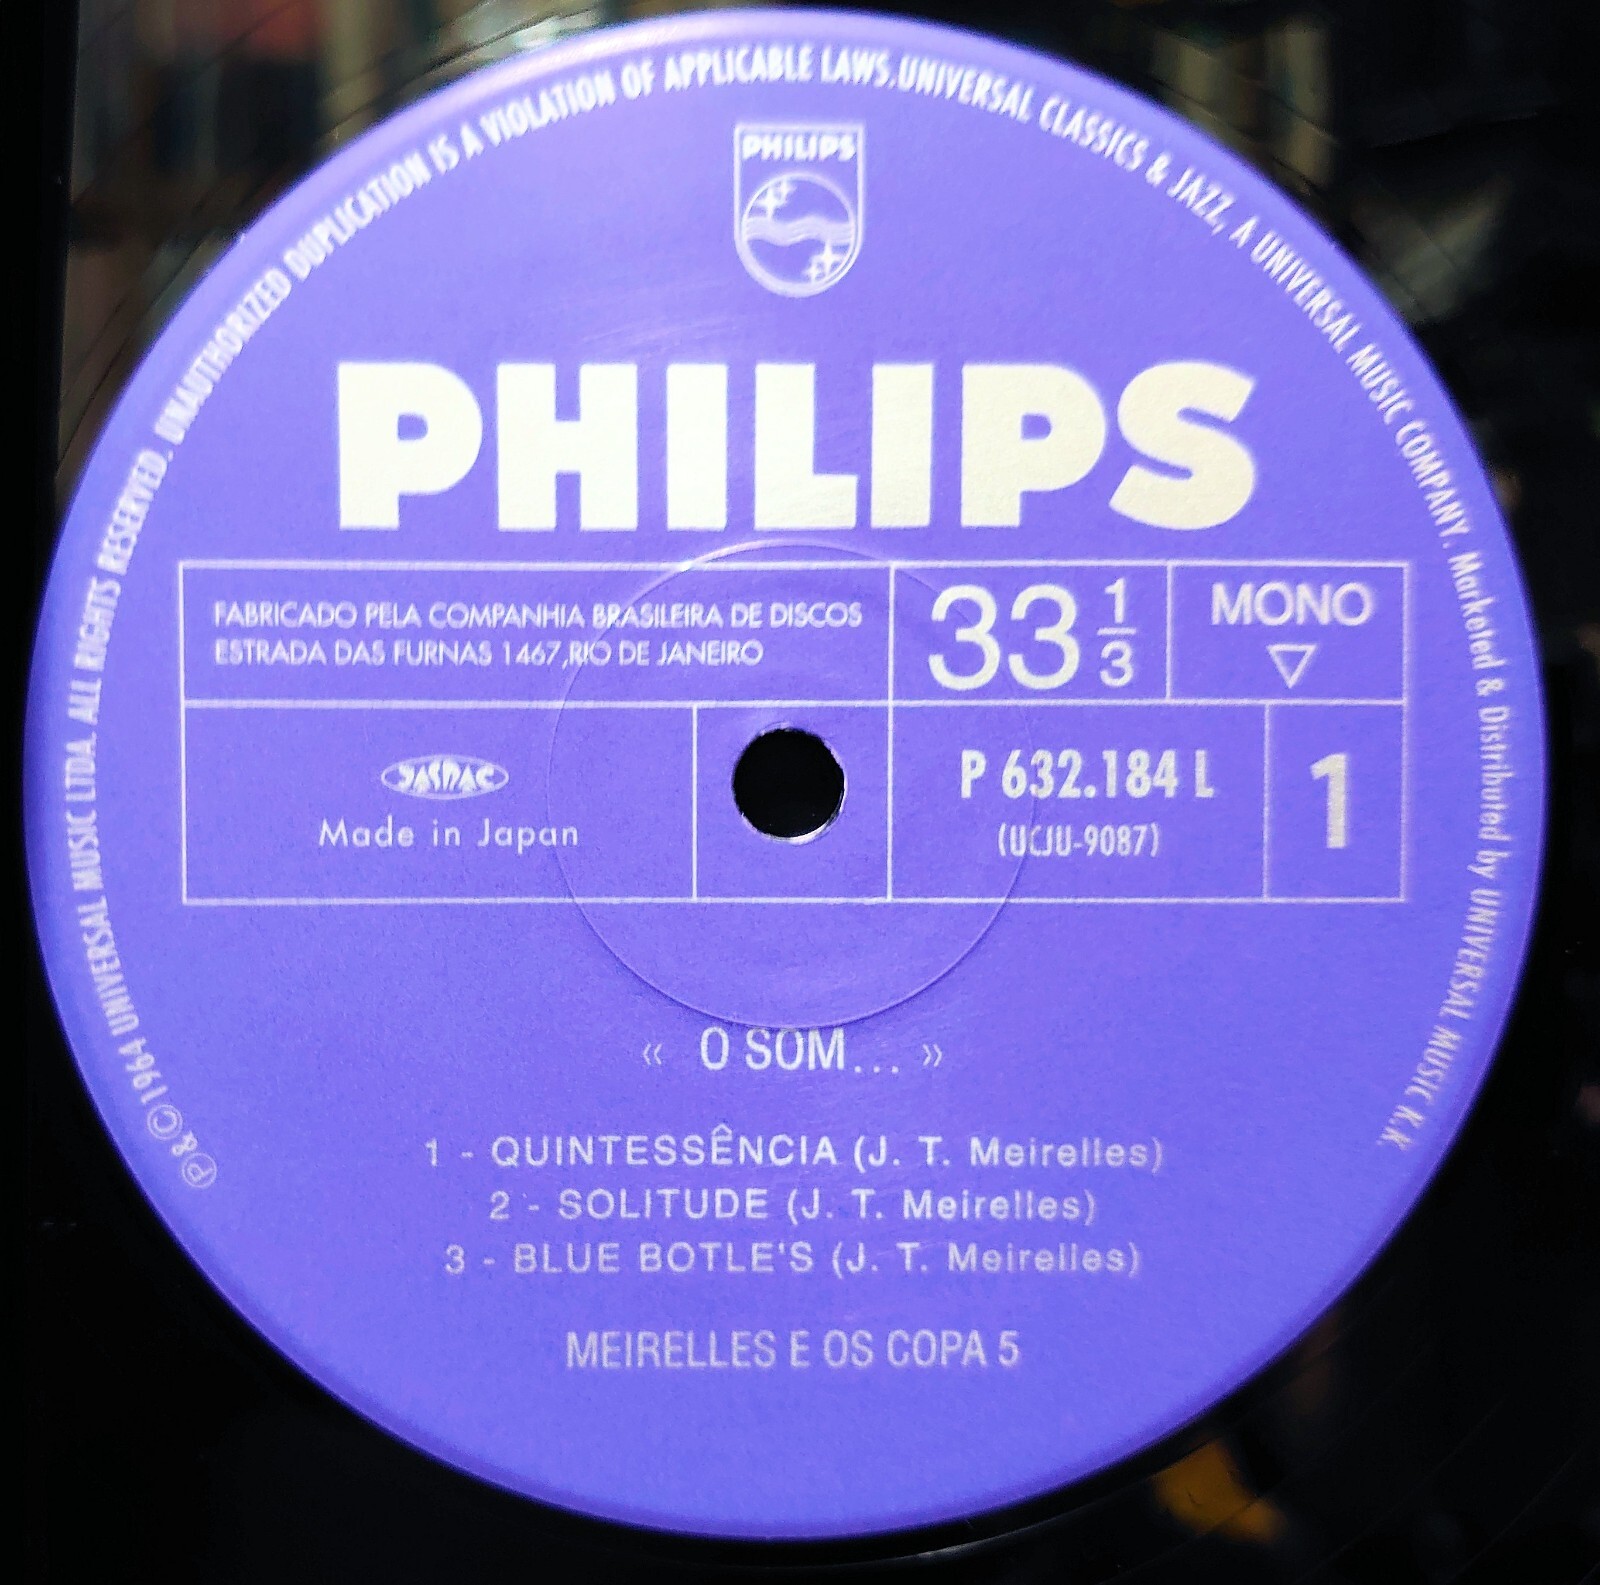 PHILIPS
PHILIPS
FABRICADO PELA COMPANHIA BRASILEIRA DE DISCOS
ESTRADA DAS FURNAS 1467,RIO DE JANEIRO
33 1/3
MONO
▽
JASRAC
Made in Japan
P 632.184 L
(UCJU-9087)
1
« O SOM... »
1 - QUINTESSÊNCIA (J. T. Meirelles)
2 - SOLITUDE (J. T. Meirelles)
3 - BLUE BOTLE'S (J. T. Meirelles)
MEIRELLES E OS COPA 5
℗&©1964 UNIVERSAL MUSIC LTDA. ALL RIGHTS RESERVED. UNAUTHORIZED DUPLICATION IS A VIOLATION OF APPLICABLE LAWS.UNIVERSAL CLASSICS & JAZZ, A UNIVERSAL MUSIC COMPANY. Marketed & Distributed by UNIVERSAL MUSIC K.K.